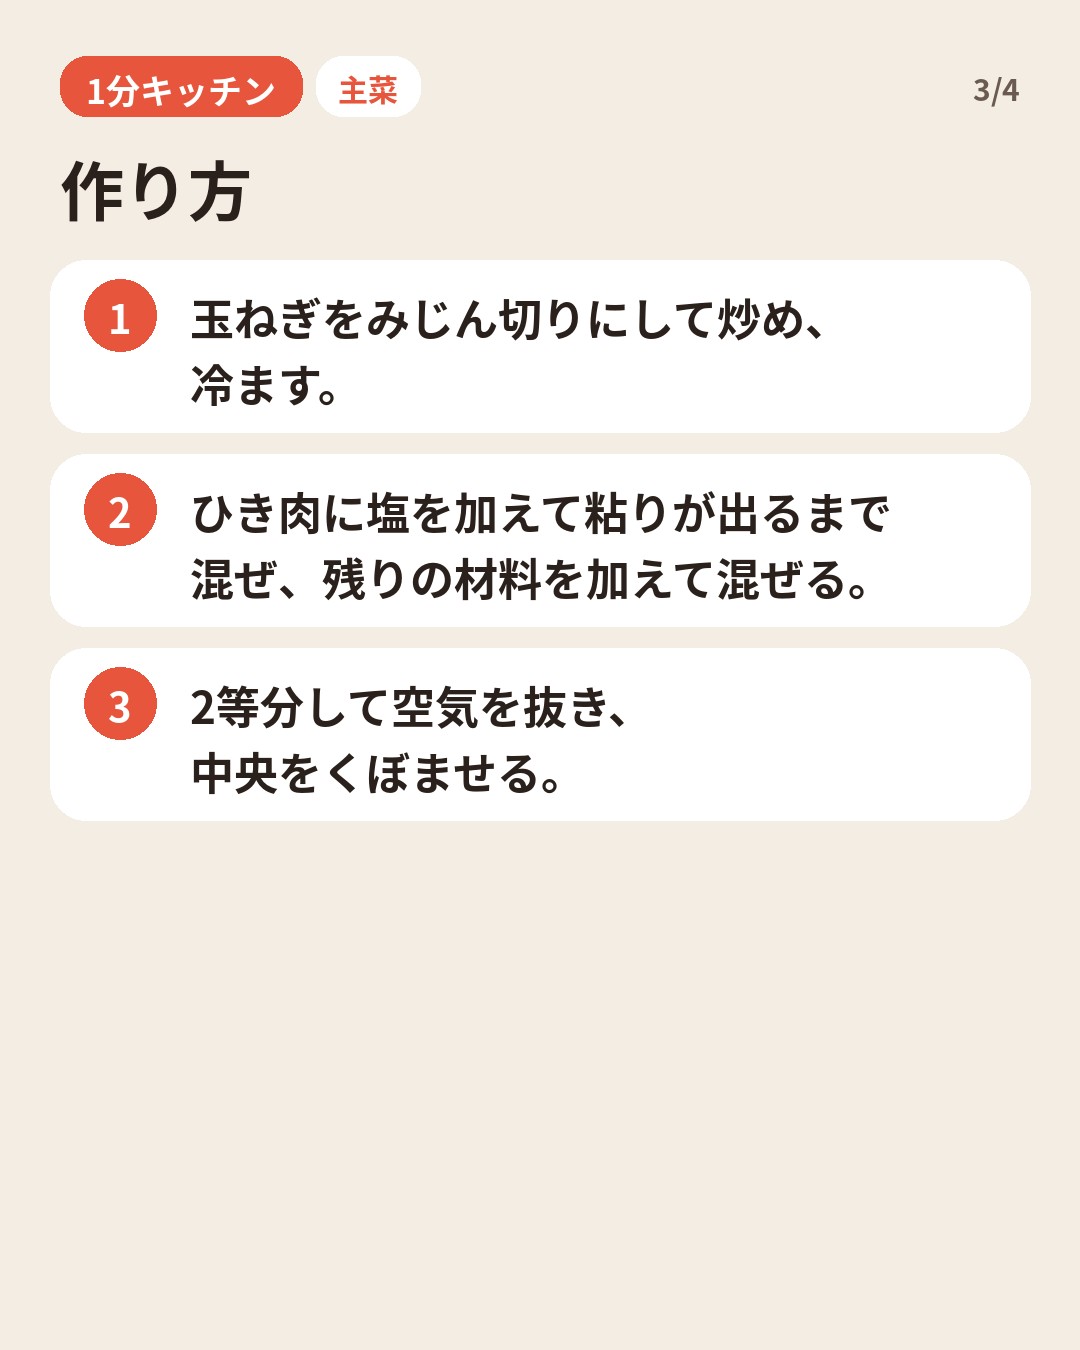 1分キッチン 主菜 3/4
作り方
1 玉ねぎをみじん切りにして炒め、
冷ます。
2 ひき肉に塩を加えて粘りが出るまで
混ぜ、残りの材料を加えて混ぜる。
3 2等分して空気を抜き、
中央をくぼませる。